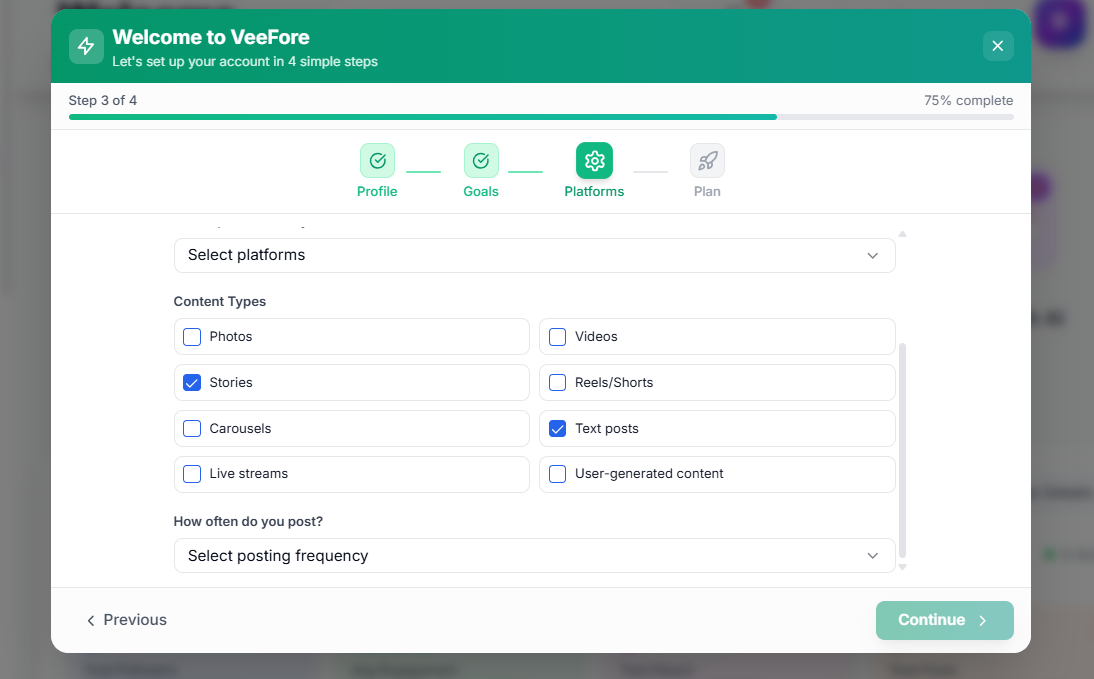 Welcome to VeeFore
Let's set up your account in 4 simple steps
Step 3 of 4
75% complete
Profile
Goals
Platforms
Plan
Select platforms
Content Types
Photos
Videos
Stories
Reels/Shorts
Carousels
Text posts
Live streams
User-generated content
How often do you post?
Select posting frequency
Previous
Continue